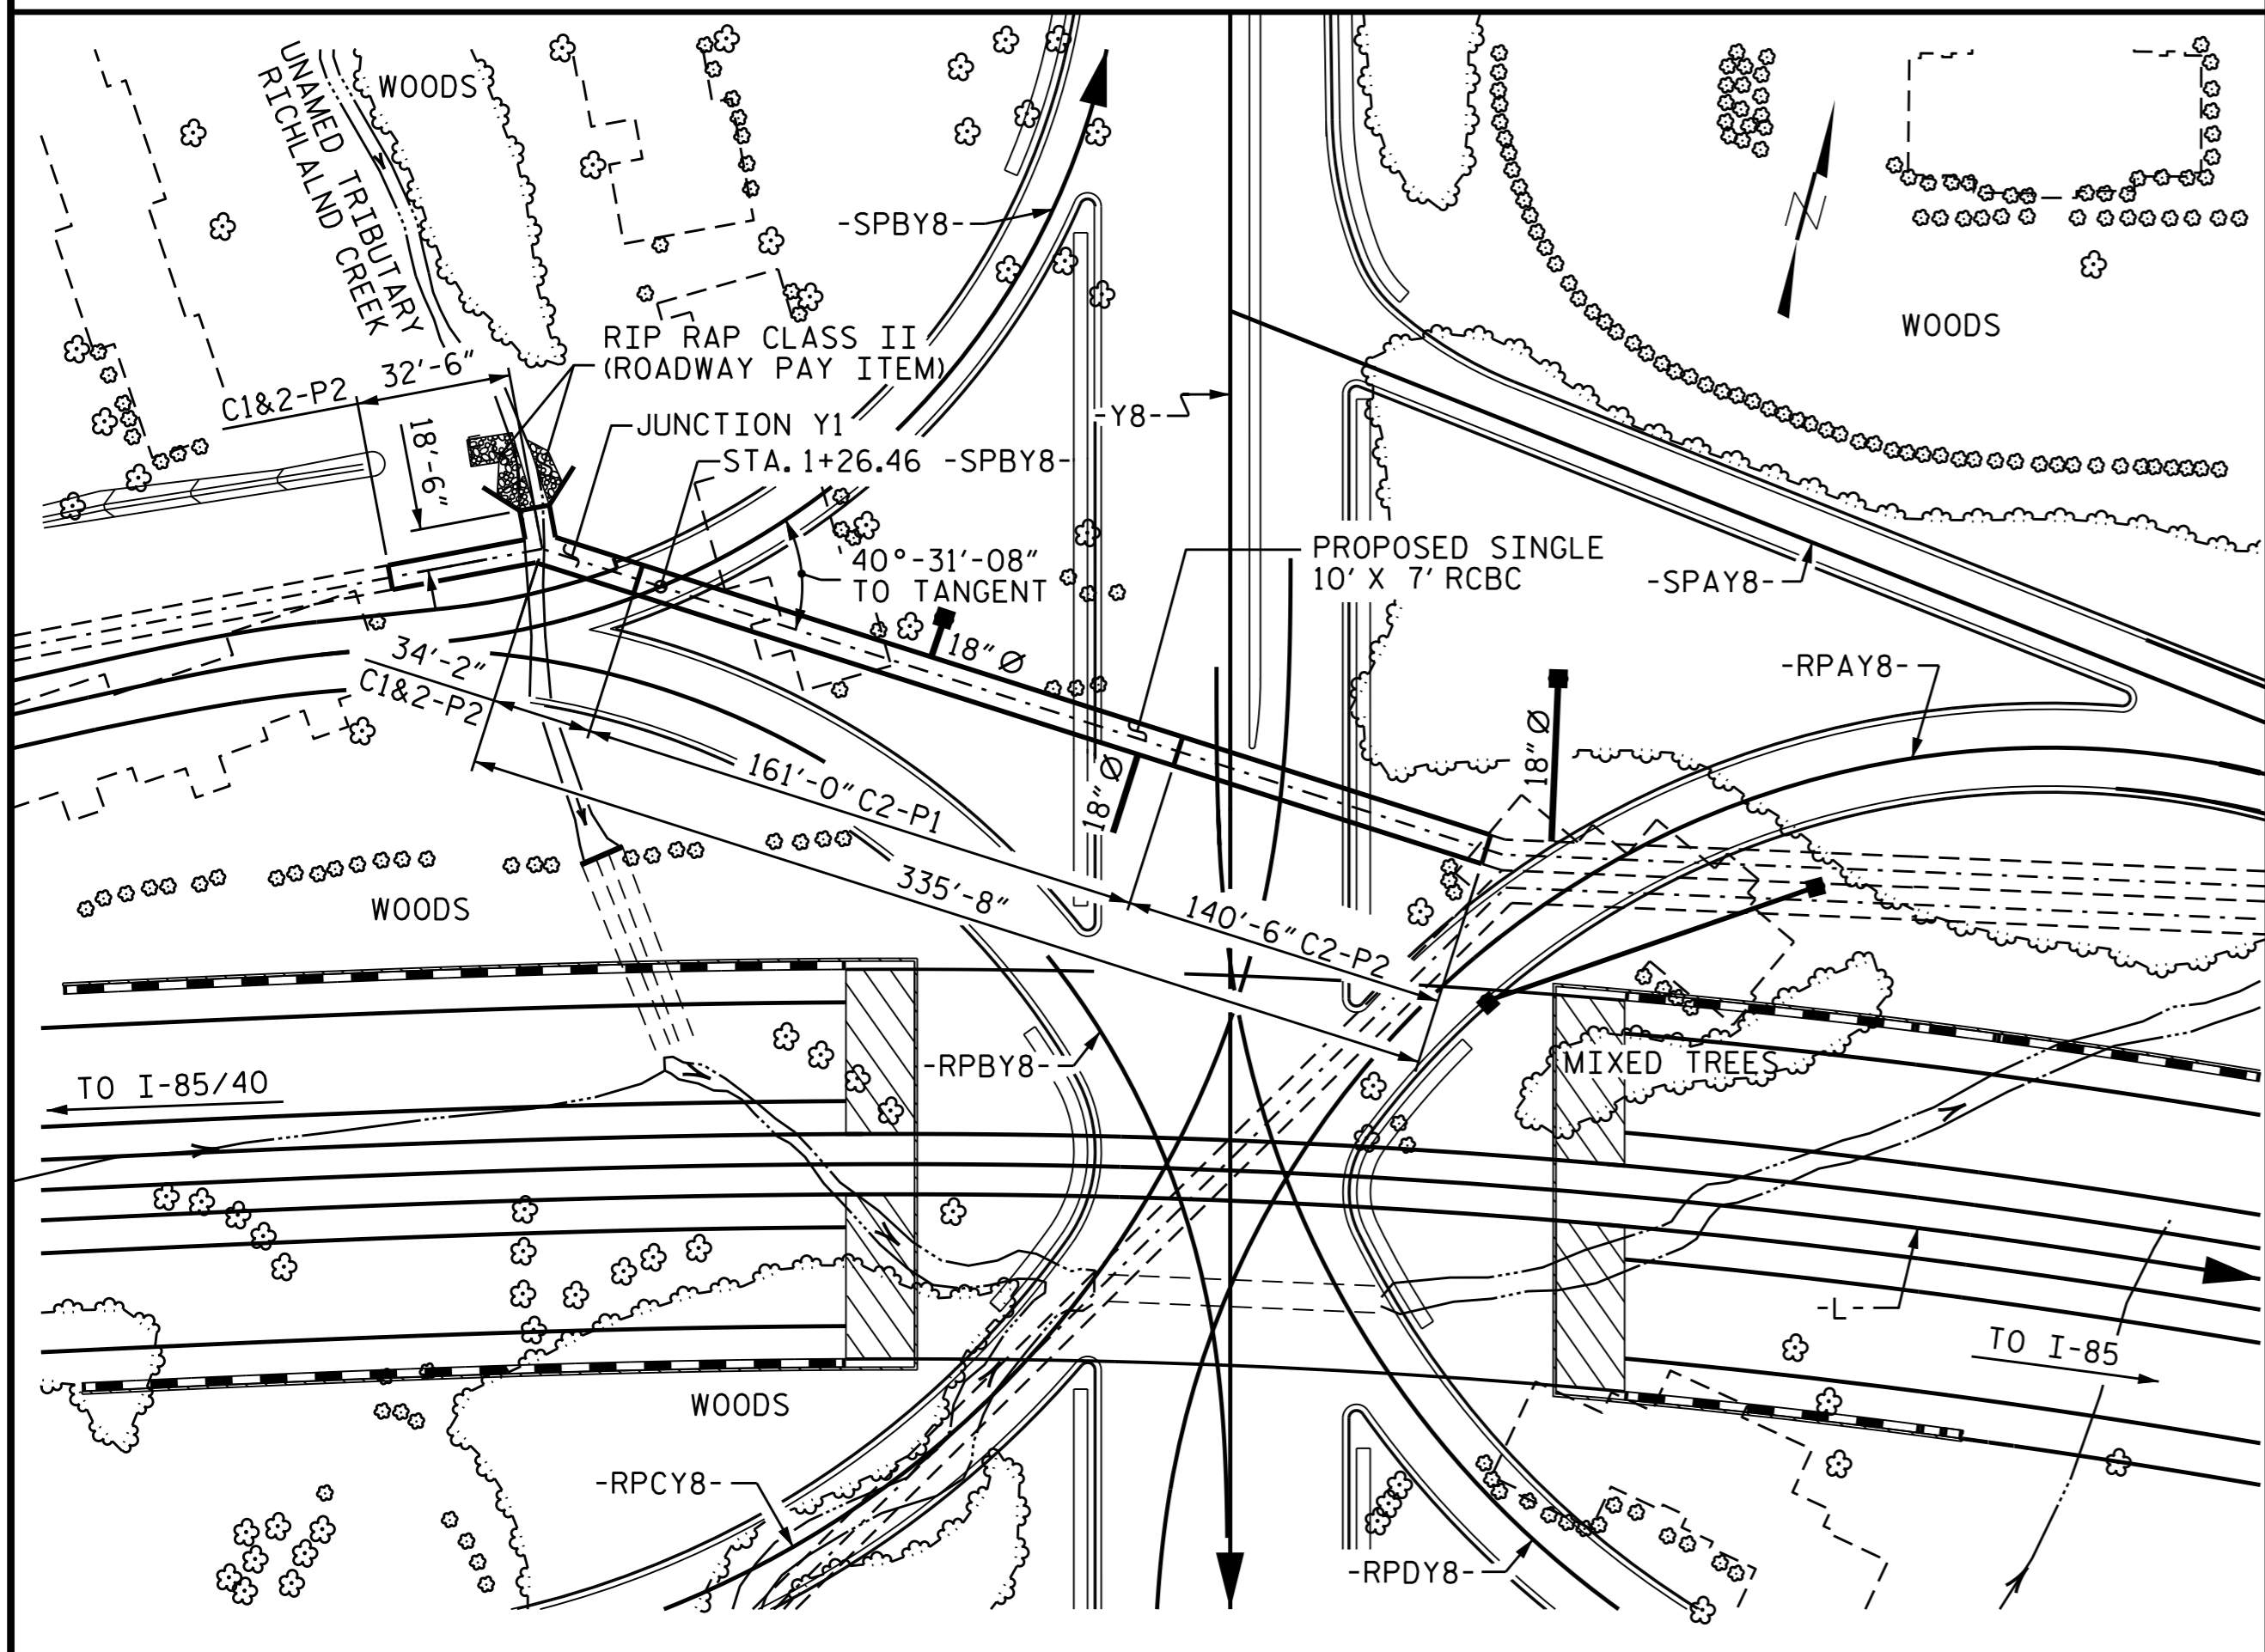 UNAMED TRIBUTARY
RICHLALND CREEK
WOODS
-SPBY8-
WOODS
RIP RAP CLASS II
(ROADWAY PAY ITEM)
32'-6"
C1&2-P2
18'-6"
JUNCTION Y1
-Y8-
STA. 1+26.46 -SPBY8-
40°-31'-08"
TO TANGENT
PROPOSED SINGLE
10' X 7' RCBC
-SPAY8-
18"Ø
34'-2"
C1&2-P2
-RPAY8-
18"Ø
18"Ø
161'-0" C2-P1
335'-8"
140'-6" C2-P2
WOODS
-RPBY8-
MIXED TREES
TO I-85/40
-L-
TO I-85
WOODS
-RPCY8-
-RPDY8-
N